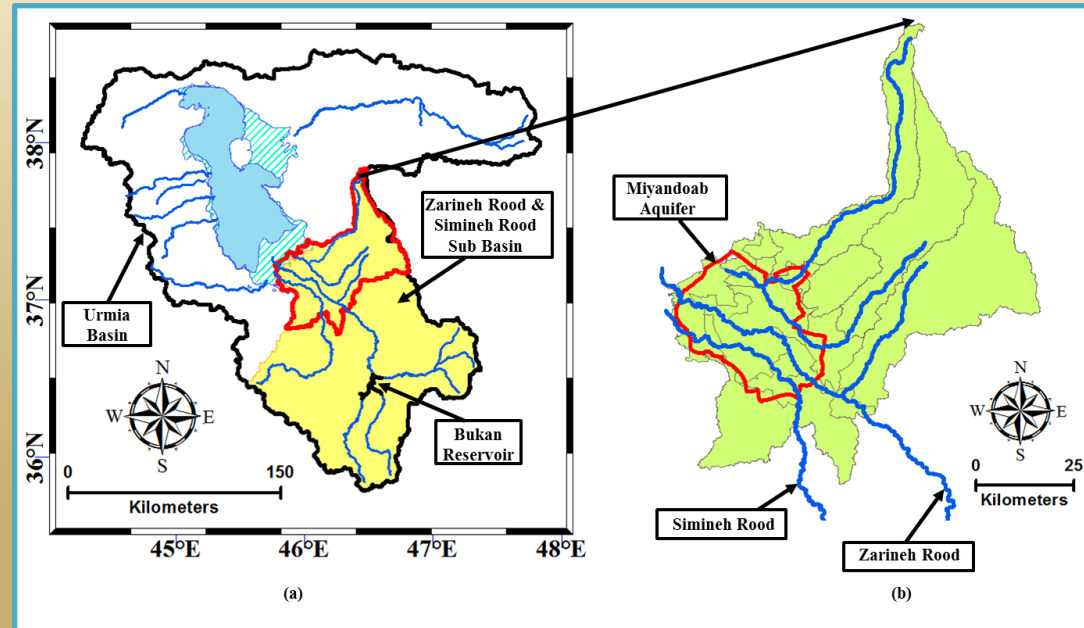 38°N
37°N
36°N
45°E
46°E
47°E
48°E
Zarineh Rood &
Simineh Rood
Sub Basin
Urmia
Basin
Bukan
Reservoir
N
W
E
S
0
150
Kilometers
(a)
Miyandoab
Aquifer
Simineh Rood
Zarineh Rood
N
W
E
S
0
25
Kilometers
(b)